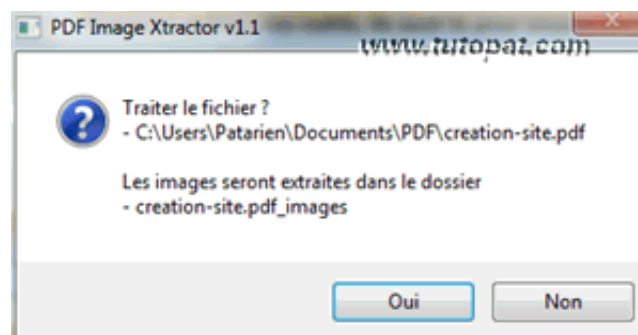 PDF Image Xtractor v1.1
www.tutopat.com
Traiter le fichier ?
- C:\Users\Patarien\Documents\PDF\creation-site.pdf
Les images seront extraites dans le dossier
- creation-site.pdf_images
Oui
Non